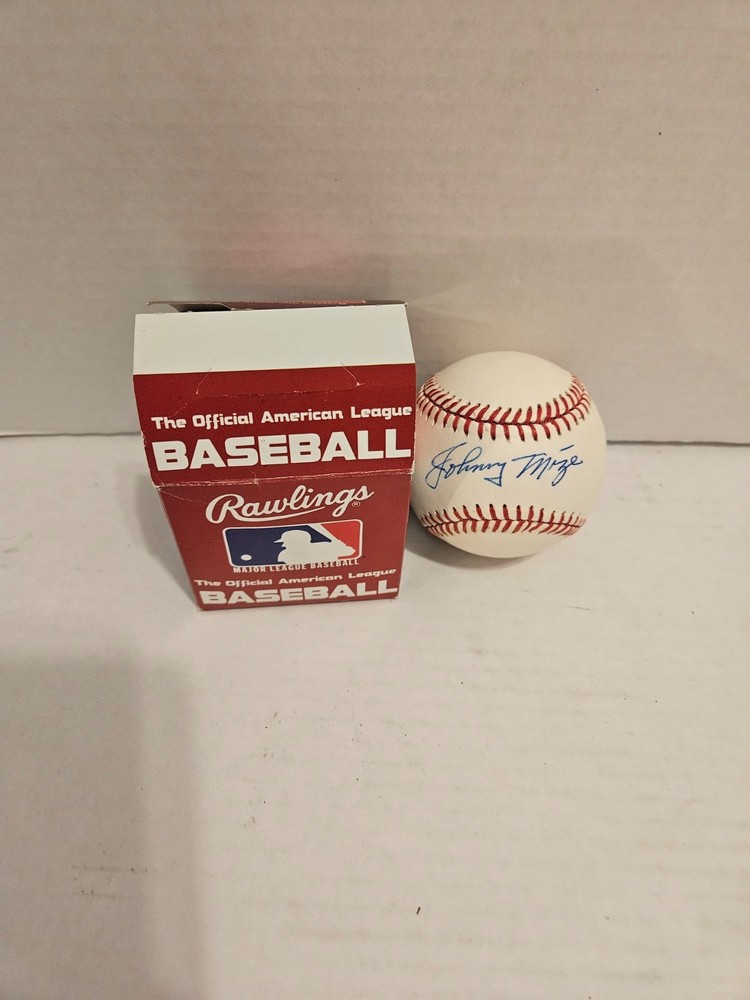 The Official American League
BASEBALL
Rawlings®
MAJOR LEAGUE BASEBALL
The Official American League
BASEBALL
Johnny Mize